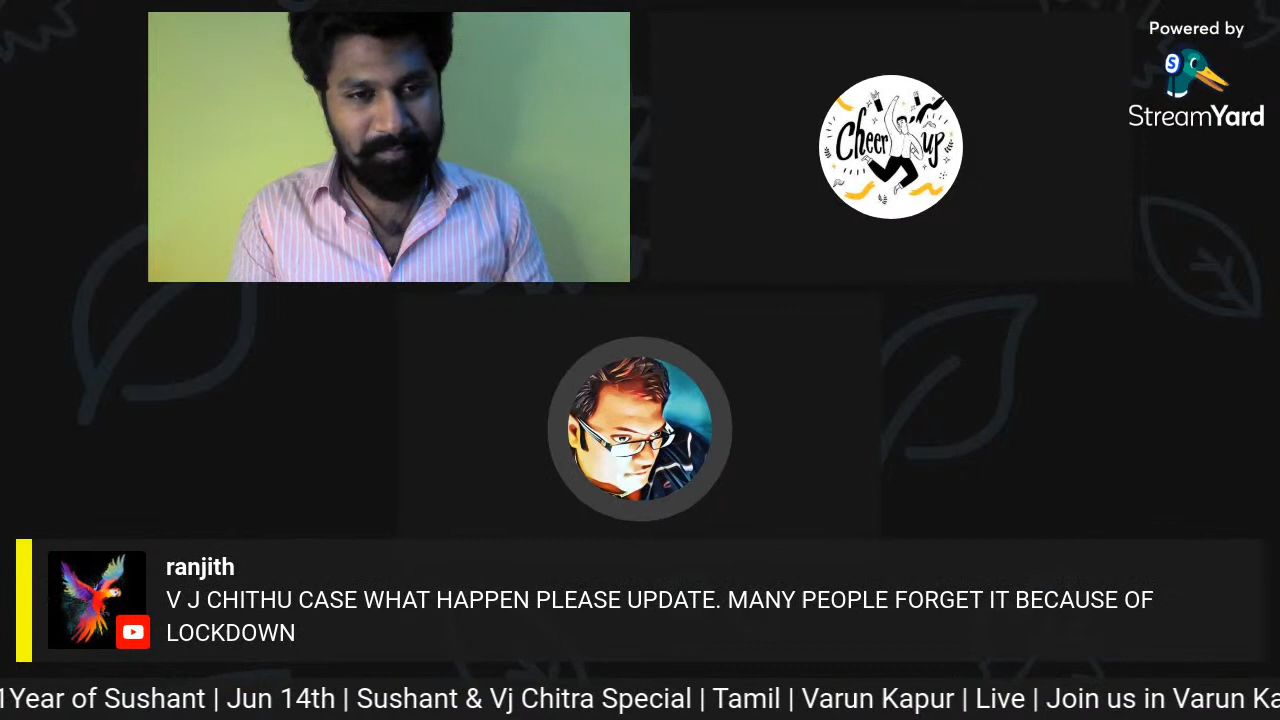 Powered by
StreamYard
Cheer up
ranjith
V J CHITHU CASE WHAT HAPPEN PLEASE UPDATE. MANY PEOPLE FORGET IT BECAUSE OF
LOCKDOWN
1Year of Sushant | Jun 14th | Sushant & Vj Chitra Special | Tamil | Varun Kapur | Live | Join us in Varun Ka